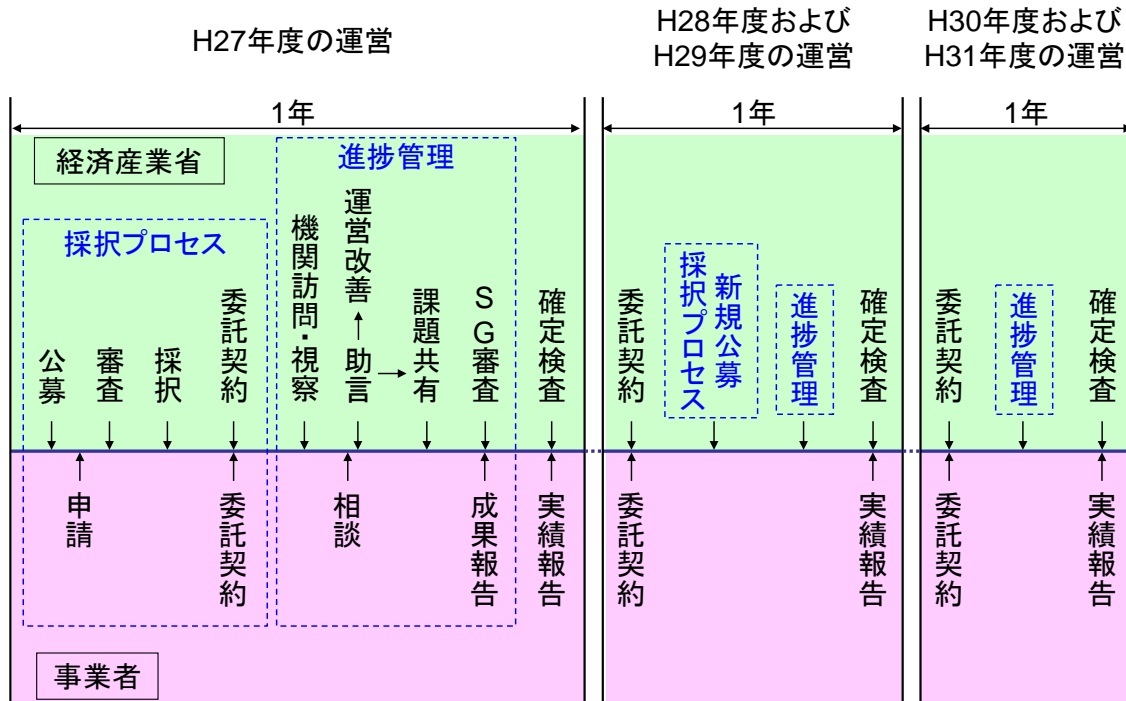 H27年度の運営
H28年度および
H29年度の運営
H30年度および
H31年度の運営
1年
1年
1年
経済産業省
採択プロセス
公募
審査
採択
委託契約
進捗管理
機関訪問・視察
運営改善
助言
課題共有
SG審査
確定検査
申請
委託契約
相談
成果報告
実績報告
事業者
委託契約
新規公募
採択プロセス
進捗管理
確定検査
委託契約
実績報告
委託契約
進捗管理
確定検査
委託契約
実績報告